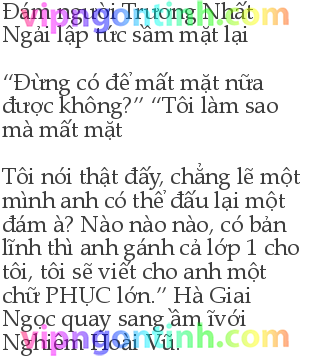 Đám người Trương Nhất
Ngải lập tức sầm mặt lại
“Đừng có để mất mặt nữa
được không?” “Tôi làm sao
mà mất mặt
Tôi nói thật đấy, chẳng lẽ một
mình anh có thể đấu lại một
đám à? Nào nào nào, có bản
lĩnh thì anh gánh cả lớp 1 cho
tôi, tôi sẽ viết cho anh một
chữ PHỤC lớn.” Hà Giai
Ngọc quay sang ầm ĩvới
Nghiêm Hoài Vũ.
vipngontinh.com
vipngontinh.com